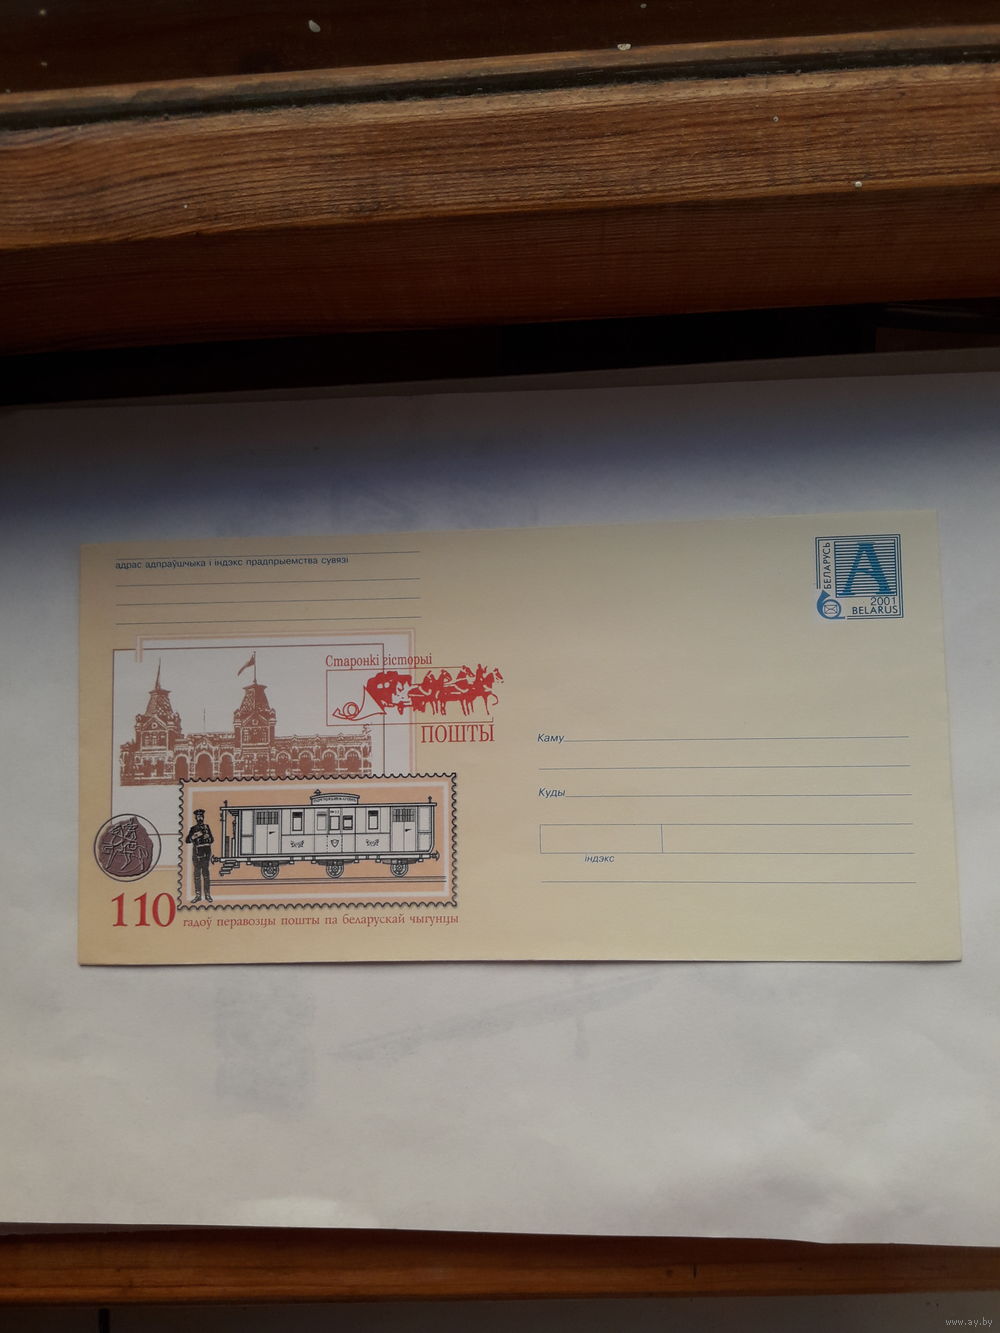 адрас адпраўшчыка і індэкс прадпрыемства сувязі
БЕЛАРУСЬ
A
2001
BELARUS
Старонкі гісторыі
ПОШТЫ
Каму
Куды
індэкс
110 гадоў перавозцы пошты па беларускай чыгунцы
www.ay.by